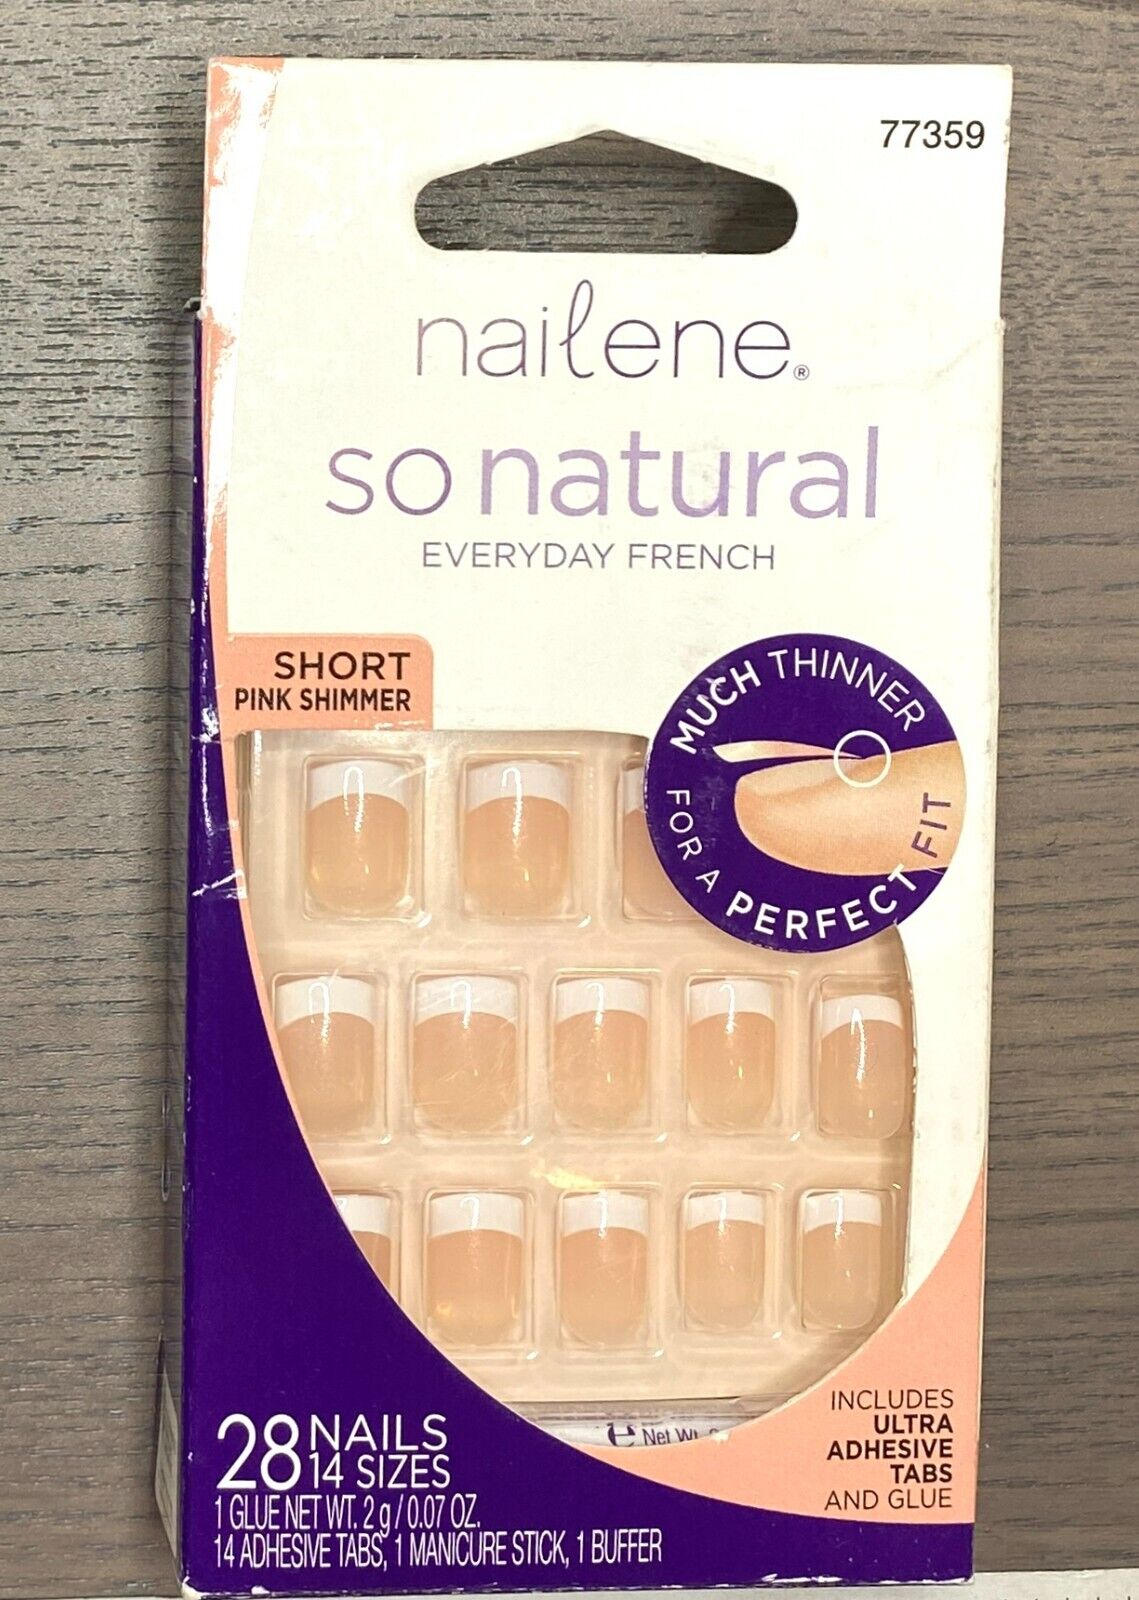 77359
nailene®
so natural
EVERYDAY FRENCH
SHORT
PINK SHIMMER
MUCH THINNER
FOR A PERFECT FIT
e Net Wt.
INCLUDES
ULTRA
ADHESIVE
TABS
AND GLUE
28 NAILS
14 SIZES
1 GLUE NET WT. 2 g / 0.07 OZ.
14 ADHESIVE TABS, 1 MANICURE STICK, 1 BUFFER